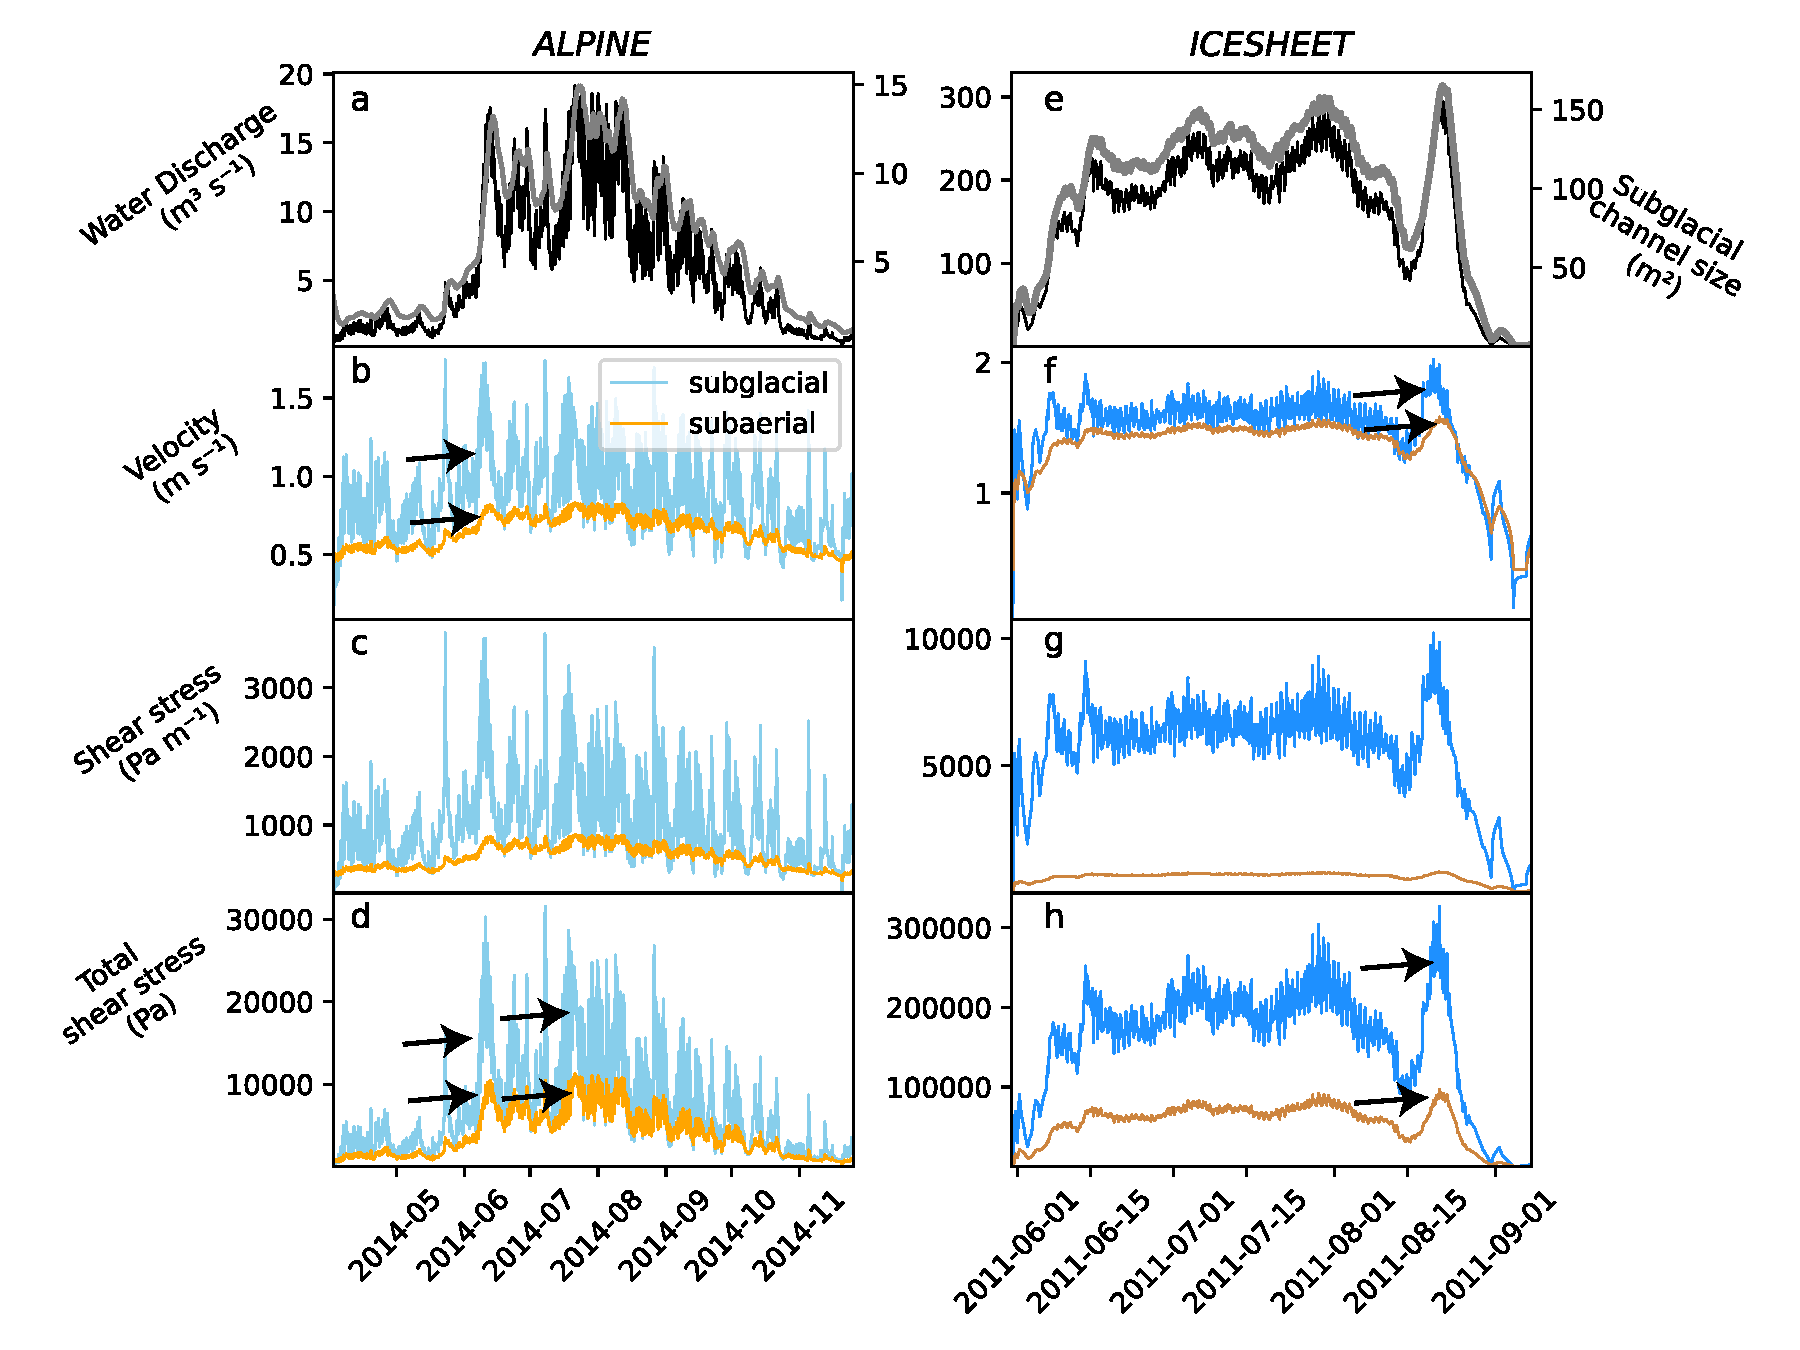 ALPINE
ICESHEET
a
20
15
10
5
15
10
5
Water Discharge
(m³ s⁻¹)
e
300
200
100
150
100
50
Subglacial
channel size
(m²)
b
subglacial
subaerial
1.5
1.0
0.5
Velocity
(m s⁻¹)
f
2
1
c
3000
2000
1000
Shear stress
(Pa m⁻¹)
g
10000
5000
d
30000
20000
10000
Total
shear stress
(Pa)
h
300000
200000
100000
2014-05
2014-06
2014-07
2014-08
2014-09
2014-10
2014-11
2011-06-01
2011-06-15
2011-07-01
2011-07-15
2011-08-01
2011-08-15
2011-09-01